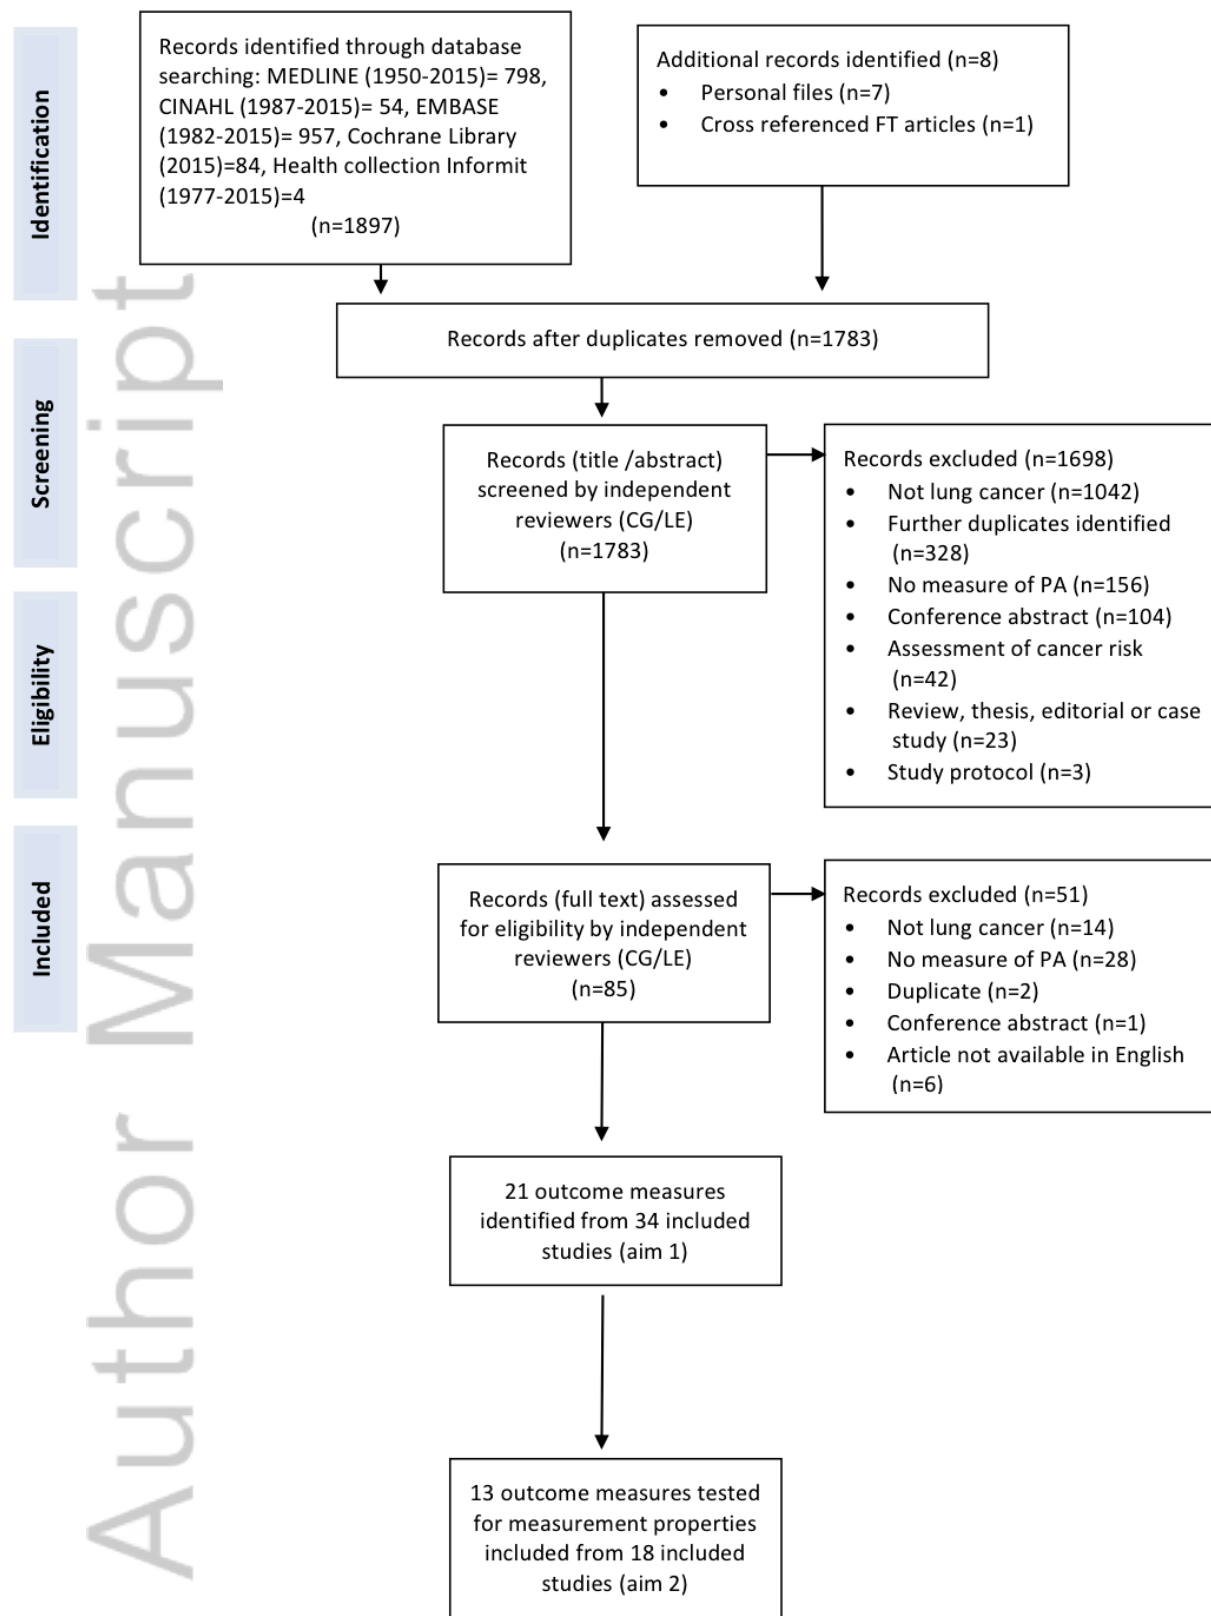 Identification
Records identified through database
searching: MEDLINE (1950-2015)= 798,
CINAHL (1987-2015)= 54, EMBASE
(1982-2015)= 957, Cochrane Library
(2015)=84, Health collection Informit
(1977-2015)=4
(n=1897)
Additional records identified (n=8)
• Personal files (n=7)
• Cross referenced FT articles (n=1)
Records after duplicates removed (n=1783)
Screening
Records (title /abstract)
screened by independent
reviewers (CG/LE)
(n=1783)
Records excluded (n=1698)
• Not lung cancer (n=1042)
• Further duplicates identified
(n=328)
• No measure of PA (n=156)
• Conference abstract (n=104)
• Assessment of cancer risk
(n=42)
• Review, thesis, editorial or case
study (n=23)
• Study protocol (n=3)
Eligibility
Records (full text) assessed
for eligibility by independent
reviewers (CG/LE)
(n=85)
Records excluded (n=51)
• Not lung cancer (n=14)
• No measure of PA (n=28)
• Duplicate (n=2)
• Conference abstract (n=1)
• Article not available in English
(n=6)
Included
21 outcome measures
identified from 34 included
studies (aim 1)
13 outcome measures tested
for measurement properties
included from 18 included
studies (aim 2)
Author Manuscript